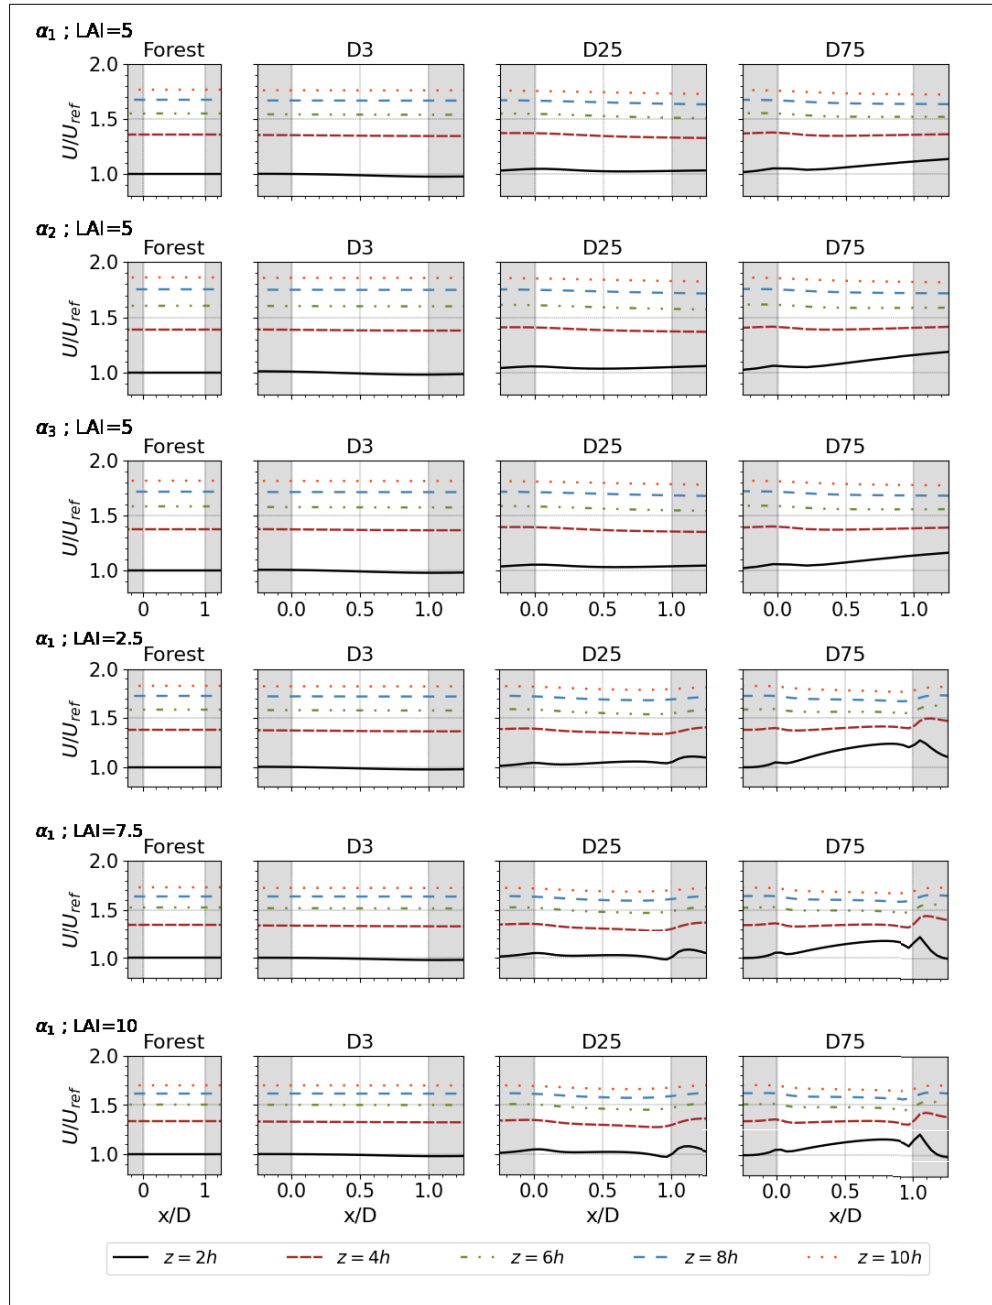 α1 ; LAI=5
Forest D3 D25 D75
2.0
1.5
1.0
U/Uref
α2 ; LAI=5
Forest D3 D25 D75
2.0
1.5
1.0
U/Uref
α3 ; LAI=5
Forest D3 D25 D75
2.0
1.5
1.0
U/Uref
0 1 0.0 0.5 1.0 0.0 0.5 1.0 0.0 0.5 1.0
α1 ; LAI=2.5
Forest D3 D25 D75
2.0
1.5
1.0
U/Uref
α1 ; LAI=7.5
Forest D3 D25 D75
2.0
1.5
1.0
U/Uref
α1 ; LAI=10
Forest D3 D25 D75
2.0
1.5
1.0
U/Uref
0 1 0.0 0.5 1.0 0.0 0.5 1.0 0.0 0.5 1.0
x/D x/D x/D x/D
z = 2h z = 4h z = 6h z = 8h z = 10h